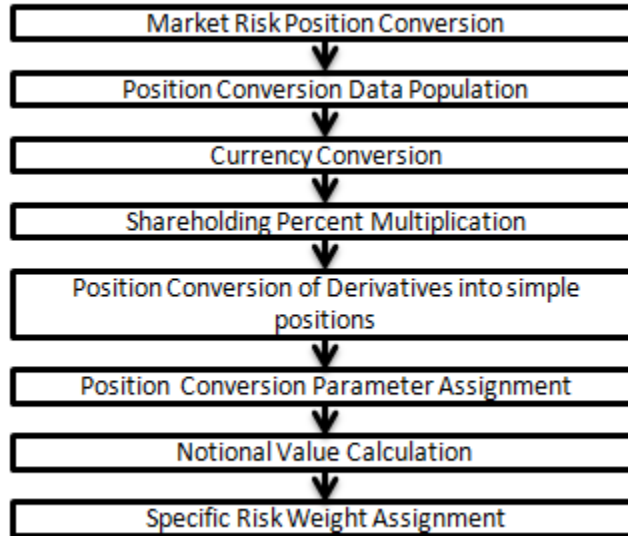 Market Risk Position Conversion
Position Conversion Data Population
Currency Conversion
Shareholding Percent Multiplication
Position Conversion of Derivatives into simple
positions
Position Conversion Parameter Assignment
Notional Value Calculation
Specific Risk Weight Assignment